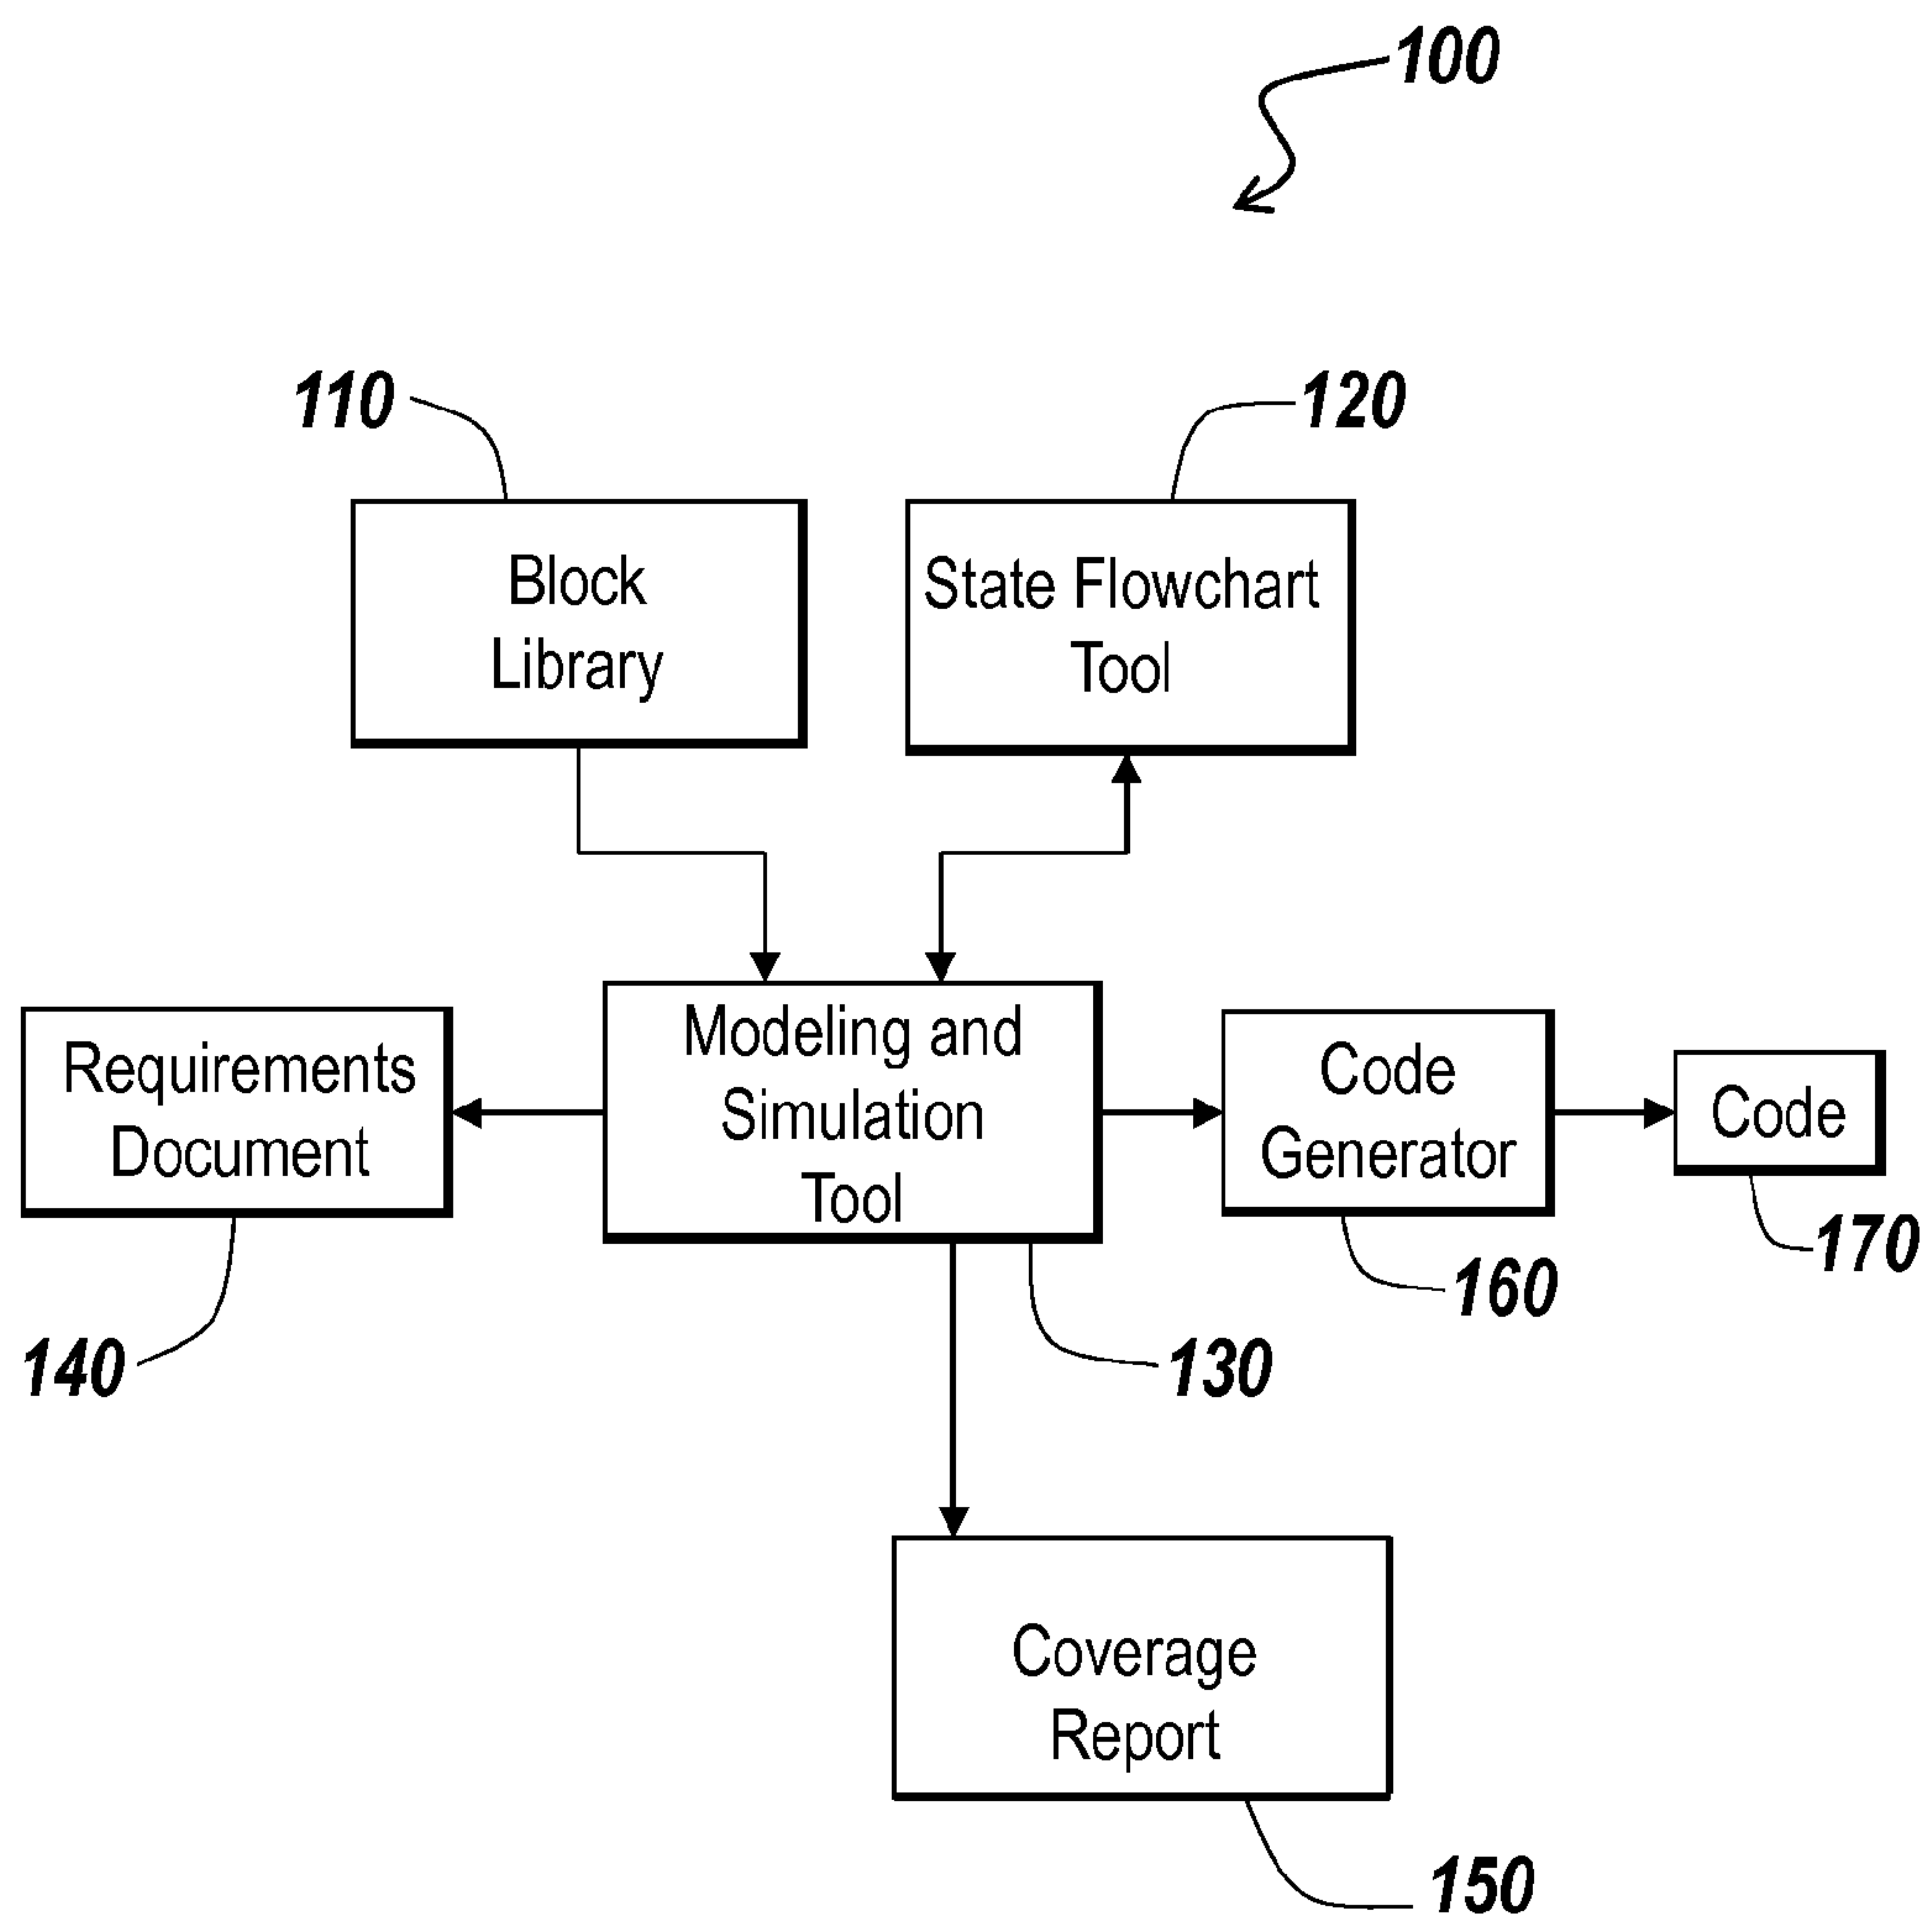 100
110
120
Block
Library
State Flowchart
Tool
Requirements
Document
Modeling and
Simulation
Tool
Code
Generator
Code
170
160
140
130
Coverage
Report
150